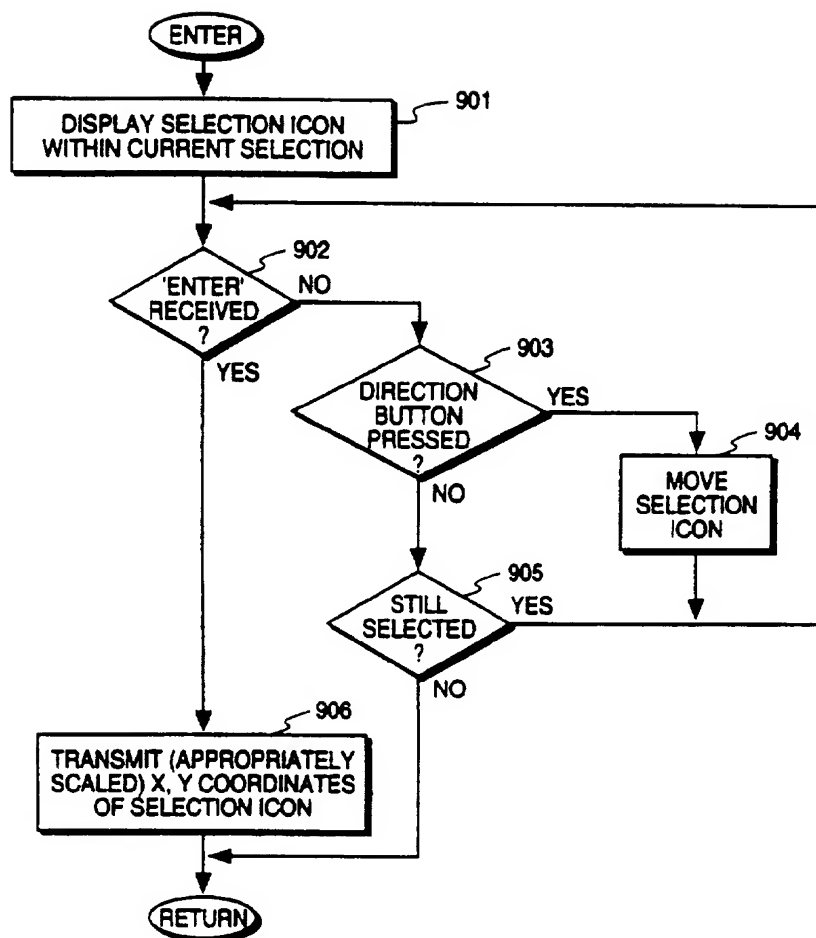 ENTER
901
DISPLAY SELECTION ICON
WITHIN CURRENT SELECTION
902
'ENTER'
RECEIVED
?
NO
YES
903
DIRECTION
BUTTON
PRESSED
?
YES
NO
904
MOVE
SELECTION
ICON
905
STILL
SELECTED
?
YES
NO
906
TRANSMIT (APPROPRIATELY
SCALED) X, Y COORDINATES
OF SELECTION ICON
RETURN